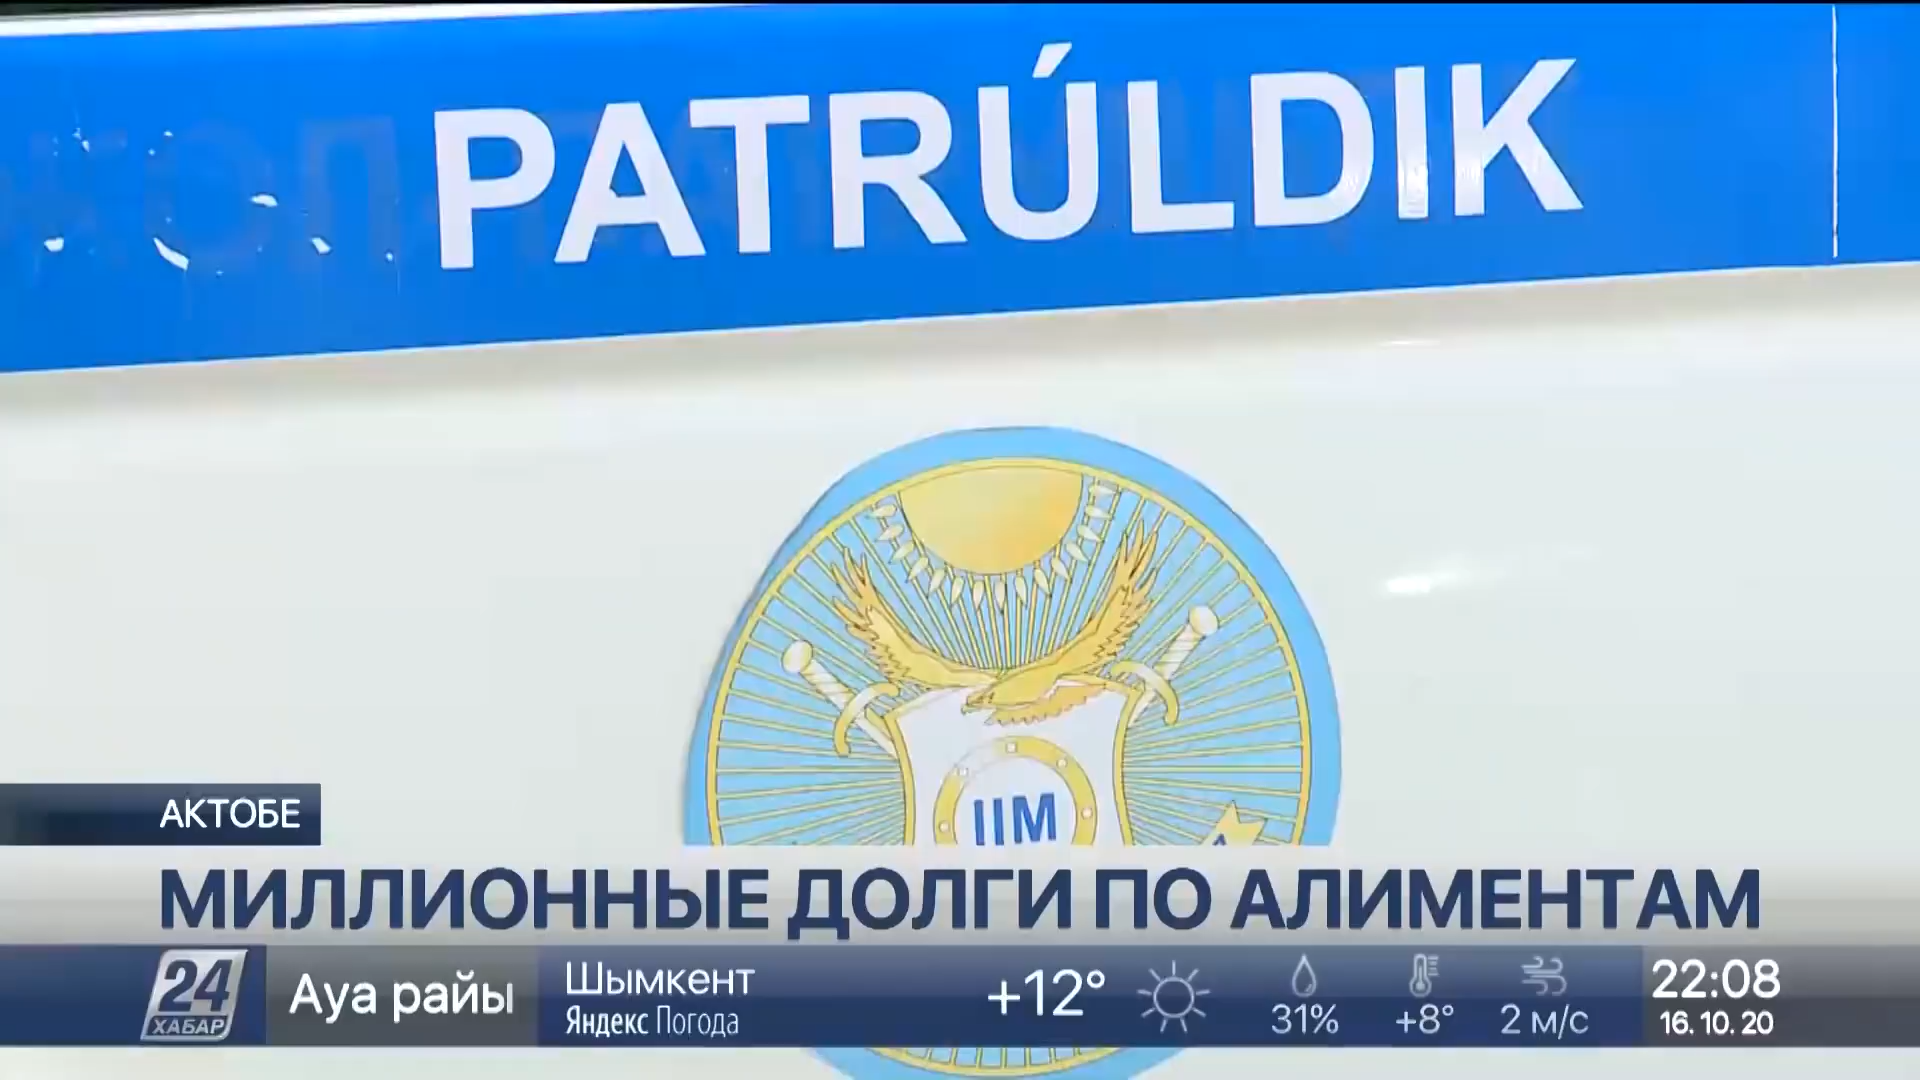 PATRÚLDIK
IIM
АКТОБЕ
МИЛЛИОННЫЕ ДОЛГИ ПО АЛИМЕНТАМ
24
ХАБАР
Ауа райы
Шымкент
Яндекс Погода
+12°
31%
+8°
2 м/с
22:08
16.10.20